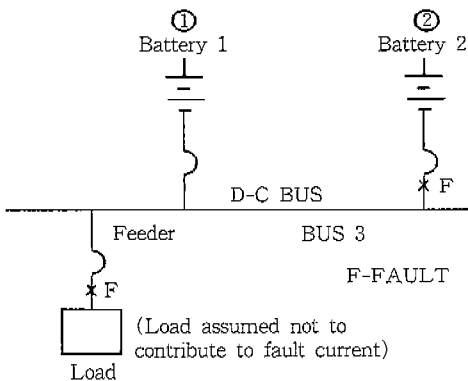 ① ②
Battery 1 Battery 2
F
D-C BUS
Feeder BUS 3
F-FAULT
F
(Load assumed not to
contribute to fault current)
Load